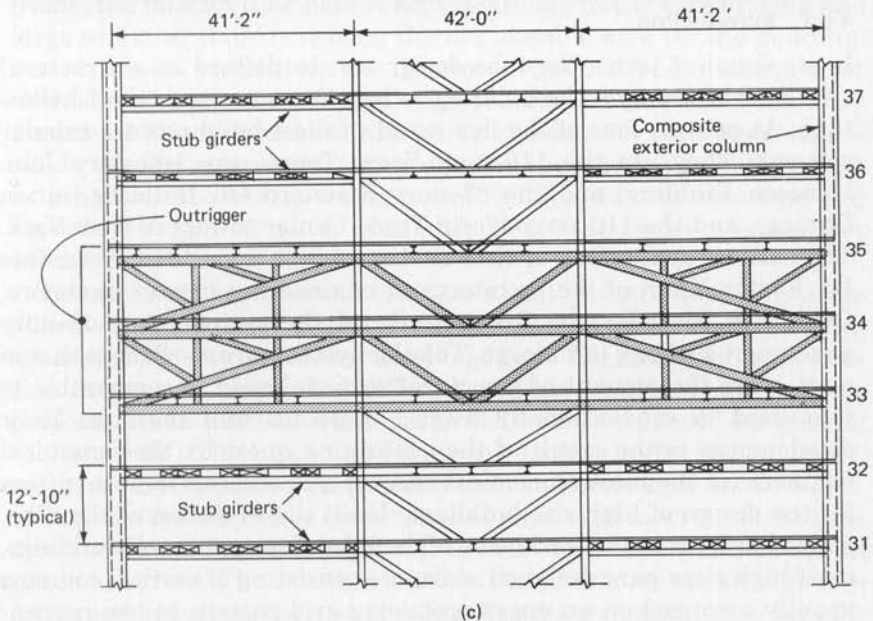 41'-2"
42'-0"
41'-2
37
Stub girders
Composite
exterior column
36
Outrigger
35
34
33
32
12'-10"
(typical)
Stub girders
31
(c)